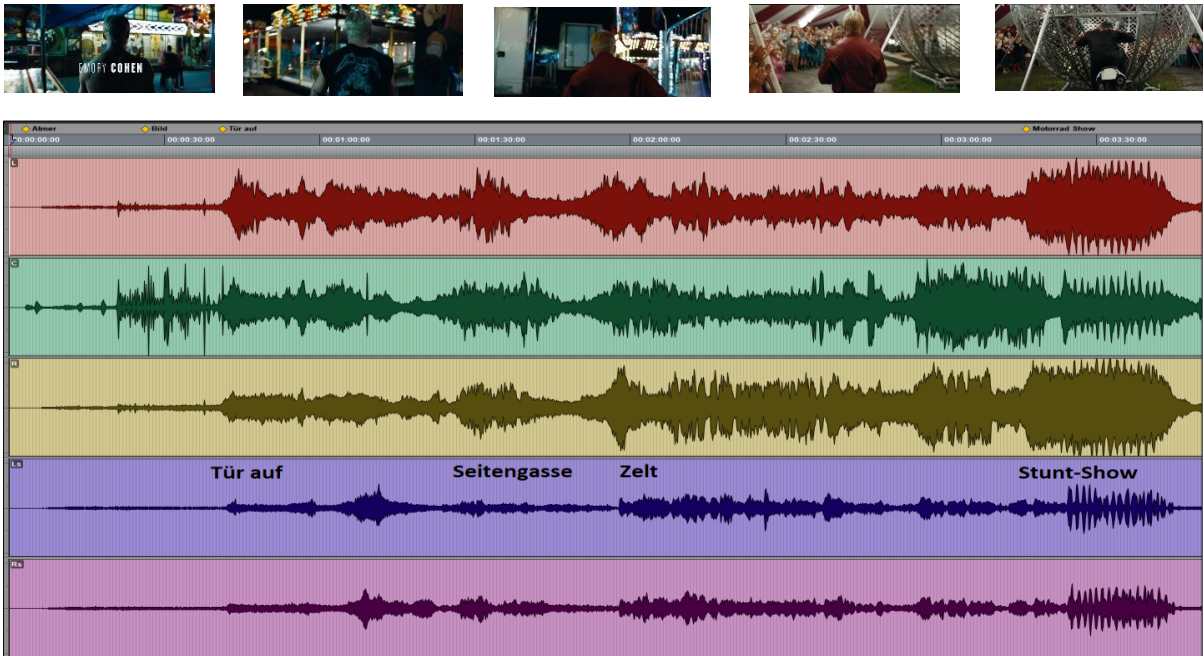 EMORY COHEN
Atmer Bild Tür auf Motorrad Show
00:00:00:00 00:00:30:00 00:01:00:00 00:01:30:00 00:02:00:00 00:02:30:00 00:03:00:00 00:03:30:00
L
C
R
Ls
Tür auf Seitengasse Zelt Stunt-Show
Rs